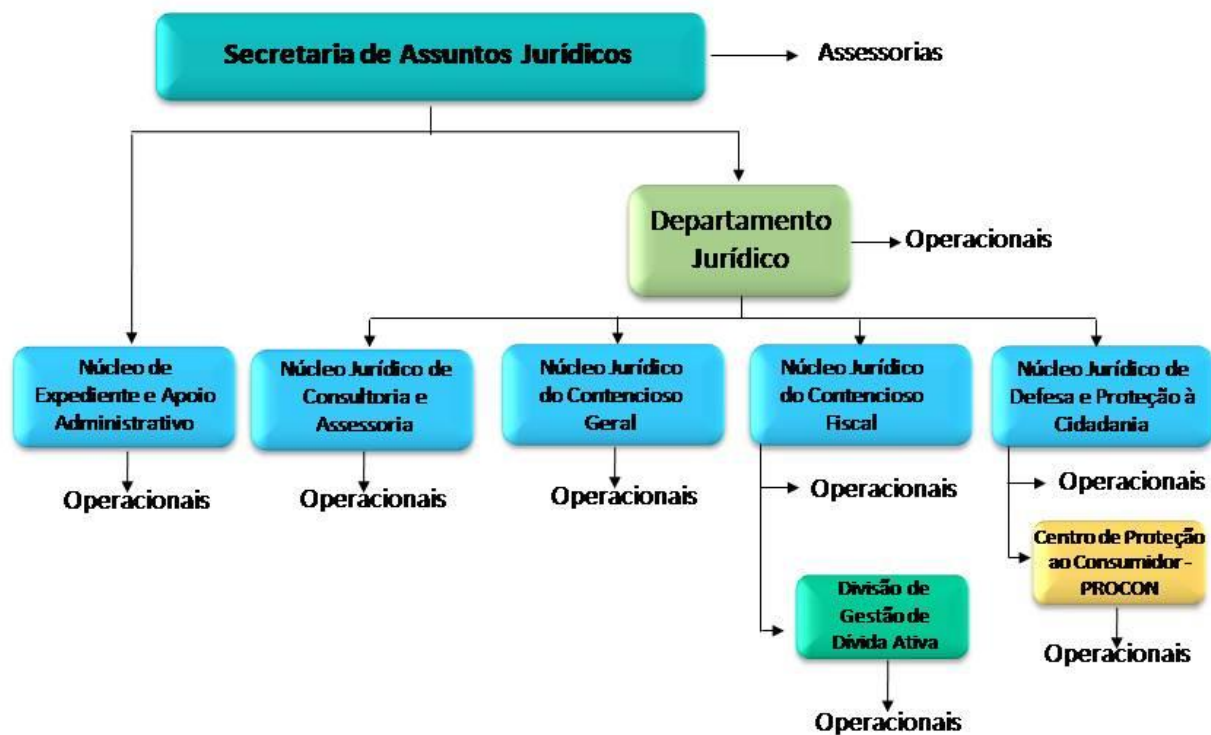 Secretaria de Assuntos Jurídicos
Assessorias
Departamento
Jurídico
Operacionais
Núcleo de
Expediente e Apoio
Administrativo
Operacionais
Núcleo Jurídico de
Consultoria e
Assessoria
Operacionais
Núcleo Jurídico
do Contencioso
Geral
Operacionais
Núcleo Jurídico
do Contencioso
Fiscal
Operacionais
Divisão de
Gestão de
Dívida Ativa
Operacionais
Núcleo Jurídico de
Defesa e Proteção à
Cidadania
Operacionais
Centro de Proteção
ao Consumidor -
PROCON
Operacionais